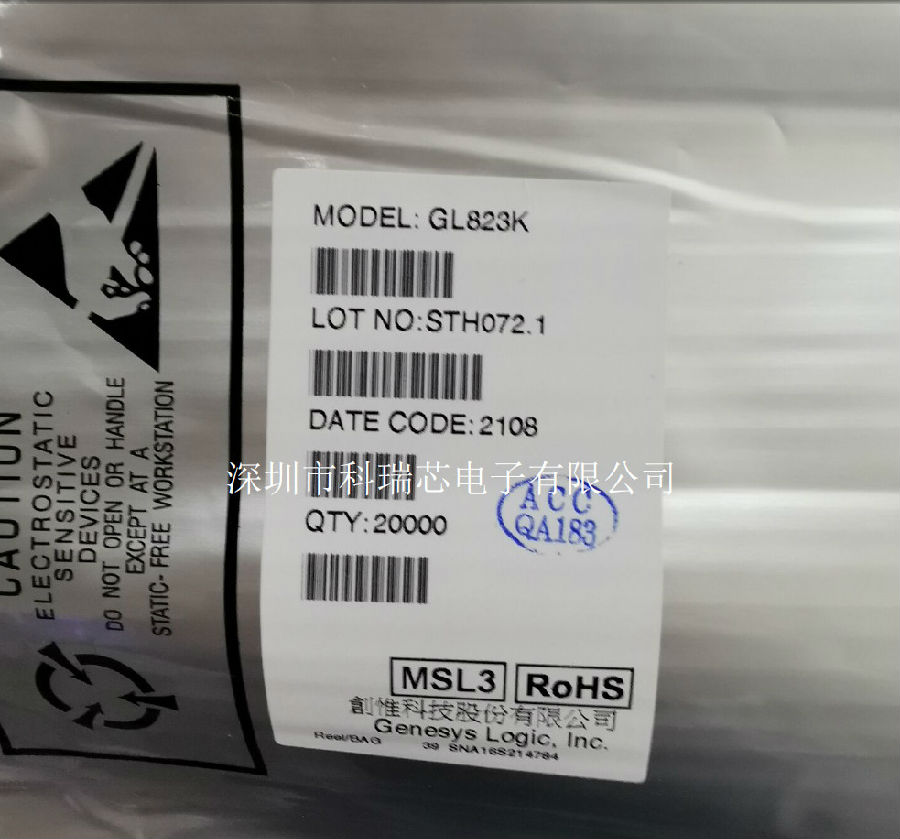 CAUTION
ELECTROSTATIC
SENSITIVE
DEVICES
DO NOT OPEN OR HANDLE
EXCEPT AT A
STATIC-FREE WORKSTATION
MODEL: GL823K
LOT NO:STH072.1
DATE CODE:2108
深圳市科瑞芯电子有限公司
QTY:20000
ACC
QA183
MSL3
RoHS
創惟科技股份有限公司
Genesys Logic, Inc.
Reel/BAG 39 SNA16S214784